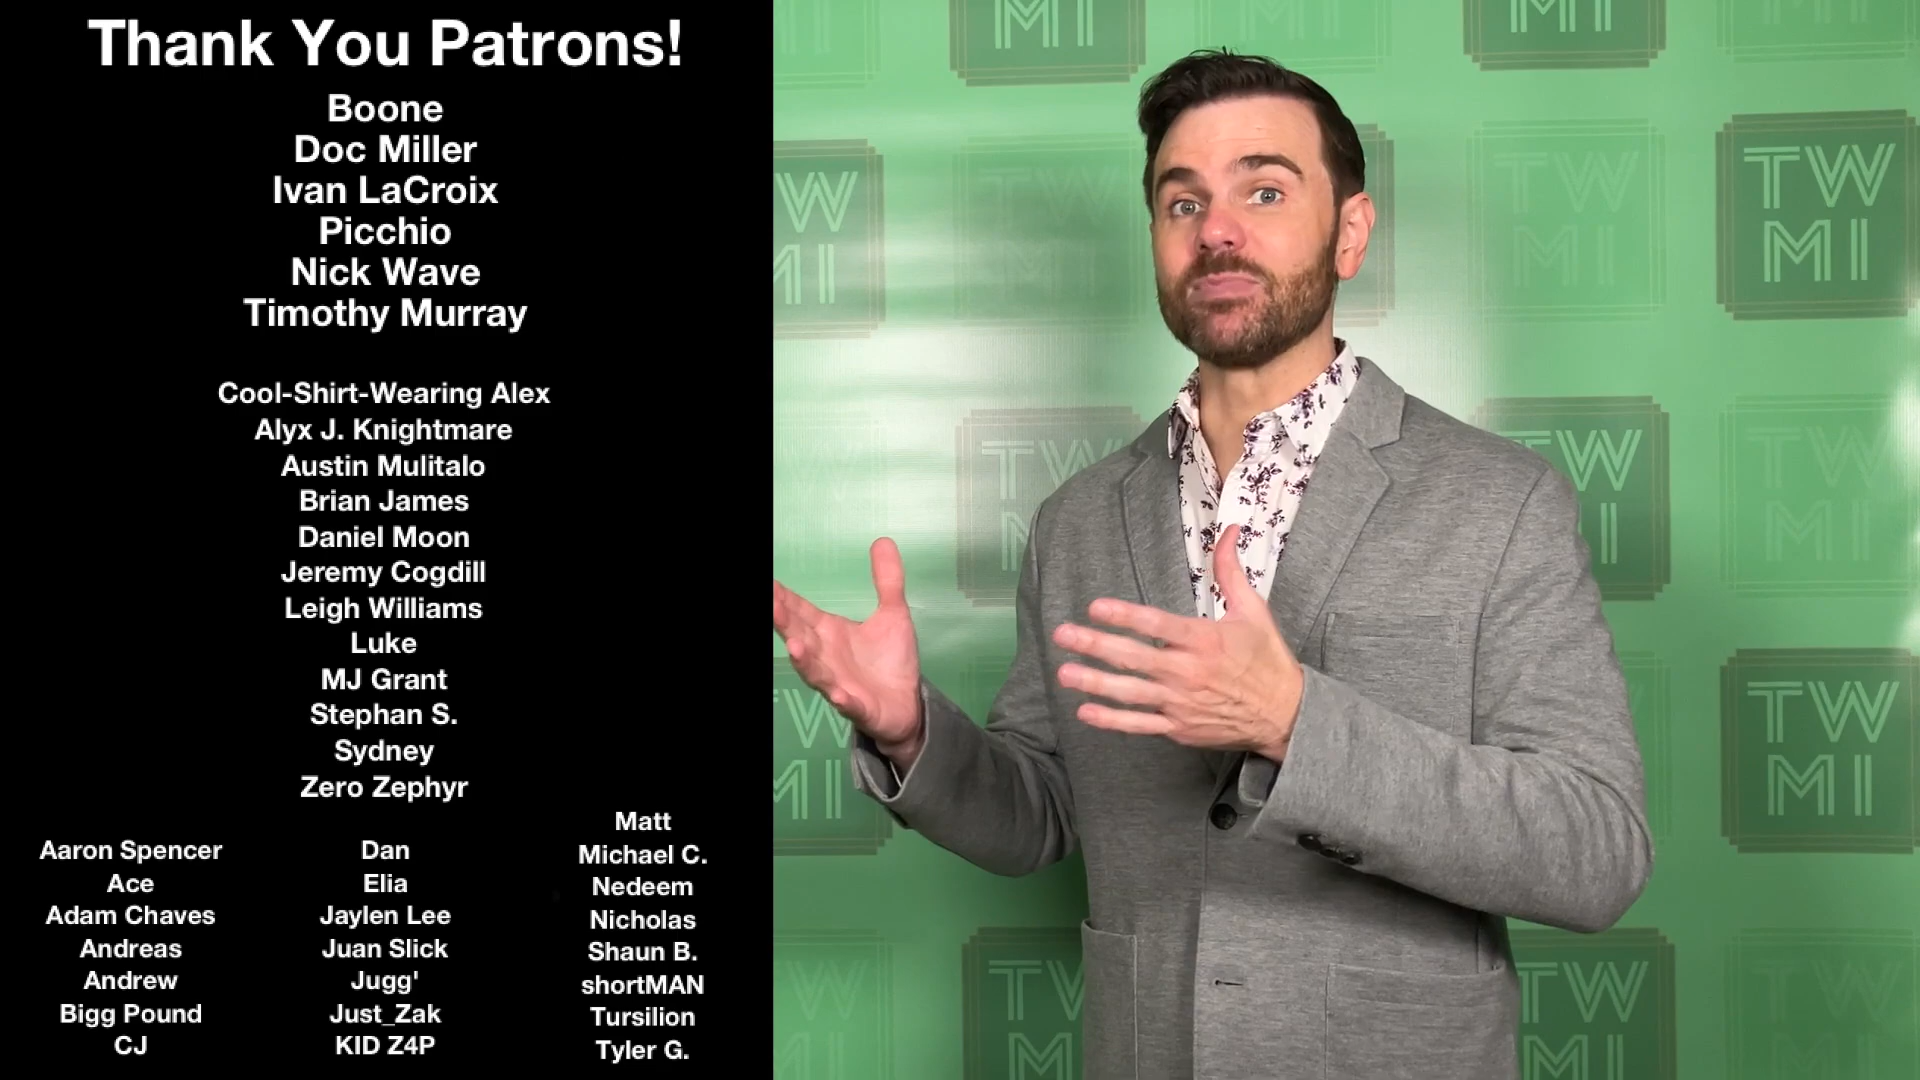 Thank You Patrons!
Boone
Doc Miller
Ivan LaCroix
Picchio
Nick Wave
Timothy Murray
Cool-Shirt-Wearing Alex
Alyx J. Knightmare
Austin Mulitalo
Brian James
Daniel Moon
Jeremy Cogdill
Leigh Williams
Luke
MJ Grant
Stephan S.
Sydney
Zero Zephyr
Aaron Spencer
Ace
Adam Chaves
Andreas
Andrew
Bigg Pound
CJ
Dan
Elia
Jaylen Lee
Juan Slick
Jugg'
Just_Zak
KID Z4P
Matt
Michael C.
Nedeem
Nicholas
Shaun B.
shortMAN
Tursilion
Tyler G.
TW
MI
TW
MI